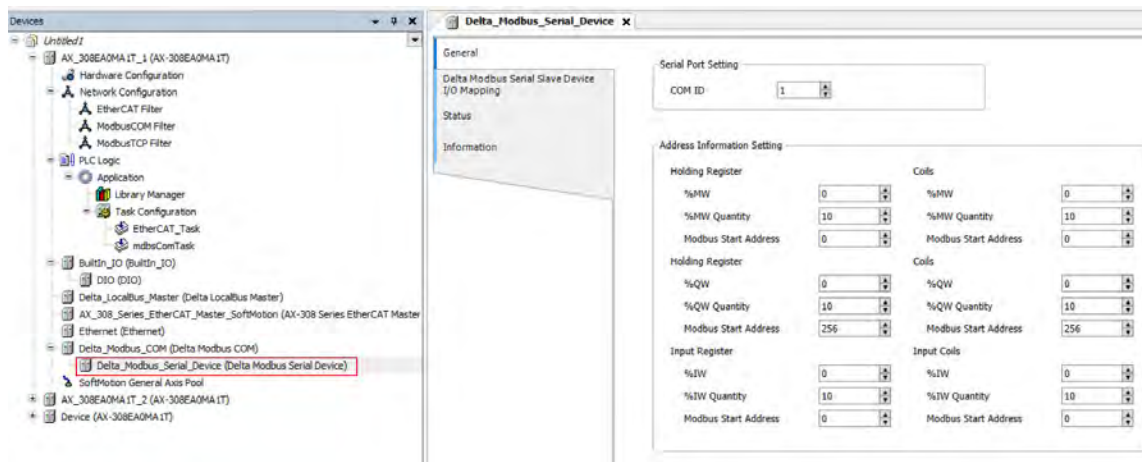 Devices
Untitled1
AX_308EA0MA1T_1 (AX-308EA0MA1T)
Hardware Configuration
Network Configuration
EtherCAT Filter
ModbusCOM Filter
ModbusTCP Filter
PLC Logic
Application
Library Manager
Task Configuration
EtherCAT_Task
mdbsComTask
BuiltIn_IO (BuiltIn_IO)
DIO (DIO)
Delta_LocalBus_Master (Delta LocalBus Master)
AX_308_Series_EtherCAT_Master_SoftMotion (AX-308 Series EtherCAT Master
Ethernet (Ethernet)
Delta_Modbus_COM (Delta Modbus COM)
Delta_Modbus_Serial_Device (Delta Modbus Serial Device)
SoftMotion General Axis Pool
AX_308EA0MA1T_2 (AX-308EA0MA1T)
Device (AX-308EA0MA1T)
Delta_Modbus_Serial_Device
General
Delta Modbus Serial Slave Device
I/O Mapping
Status
Information
Serial Port Setting
COM ID 1
Address Information Setting
Holding Register Coils
%MW 0 %MW 0
%MW Quantity 10 %MW Quantity 10
Modbus Start Address 0 Modbus Start Address 0
Holding Register Coils
%QW 0 %QW 0
%QW Quantity 10 %QW Quantity 10
Modbus Start Address 256 Modbus Start Address 256
Input Register Input Coils
%IW 0 %IW 0
%IW Quantity 10 %IW Quantity 10
Modbus Start Address 0 Modbus Start Address 0